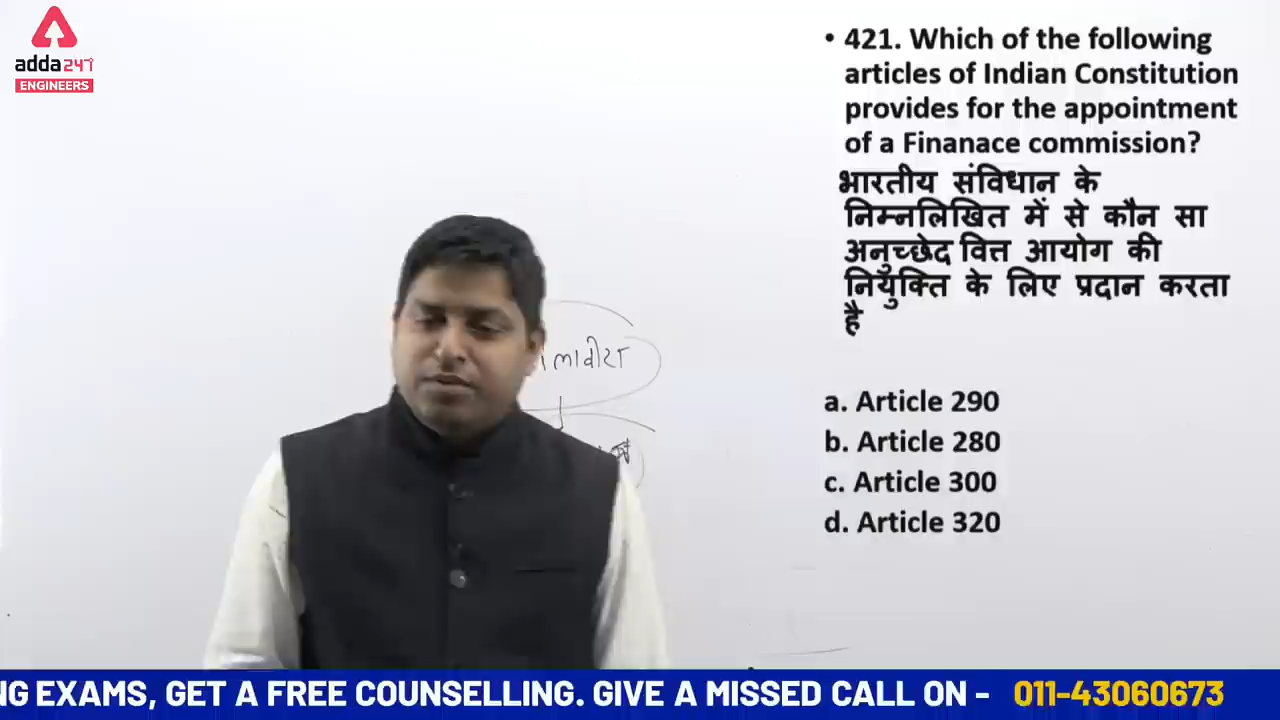 adda247
ENGINEERS
• 421. Which of the following
articles of Indian Constitution
provides for the appointment
of a Finanace commission?
भारतीय संविधान के
निम्नलिखित में से कौन सा
अनुच्छेद वित्त आयोग की
नियुक्ति के लिए प्रदान करता
है
a. Article 290
b. Article 280
c. Article 300
d. Article 320
NG EXAMS, GET A FREE COUNSELLING. GIVE A MISSED CALL ON - 011-43060673